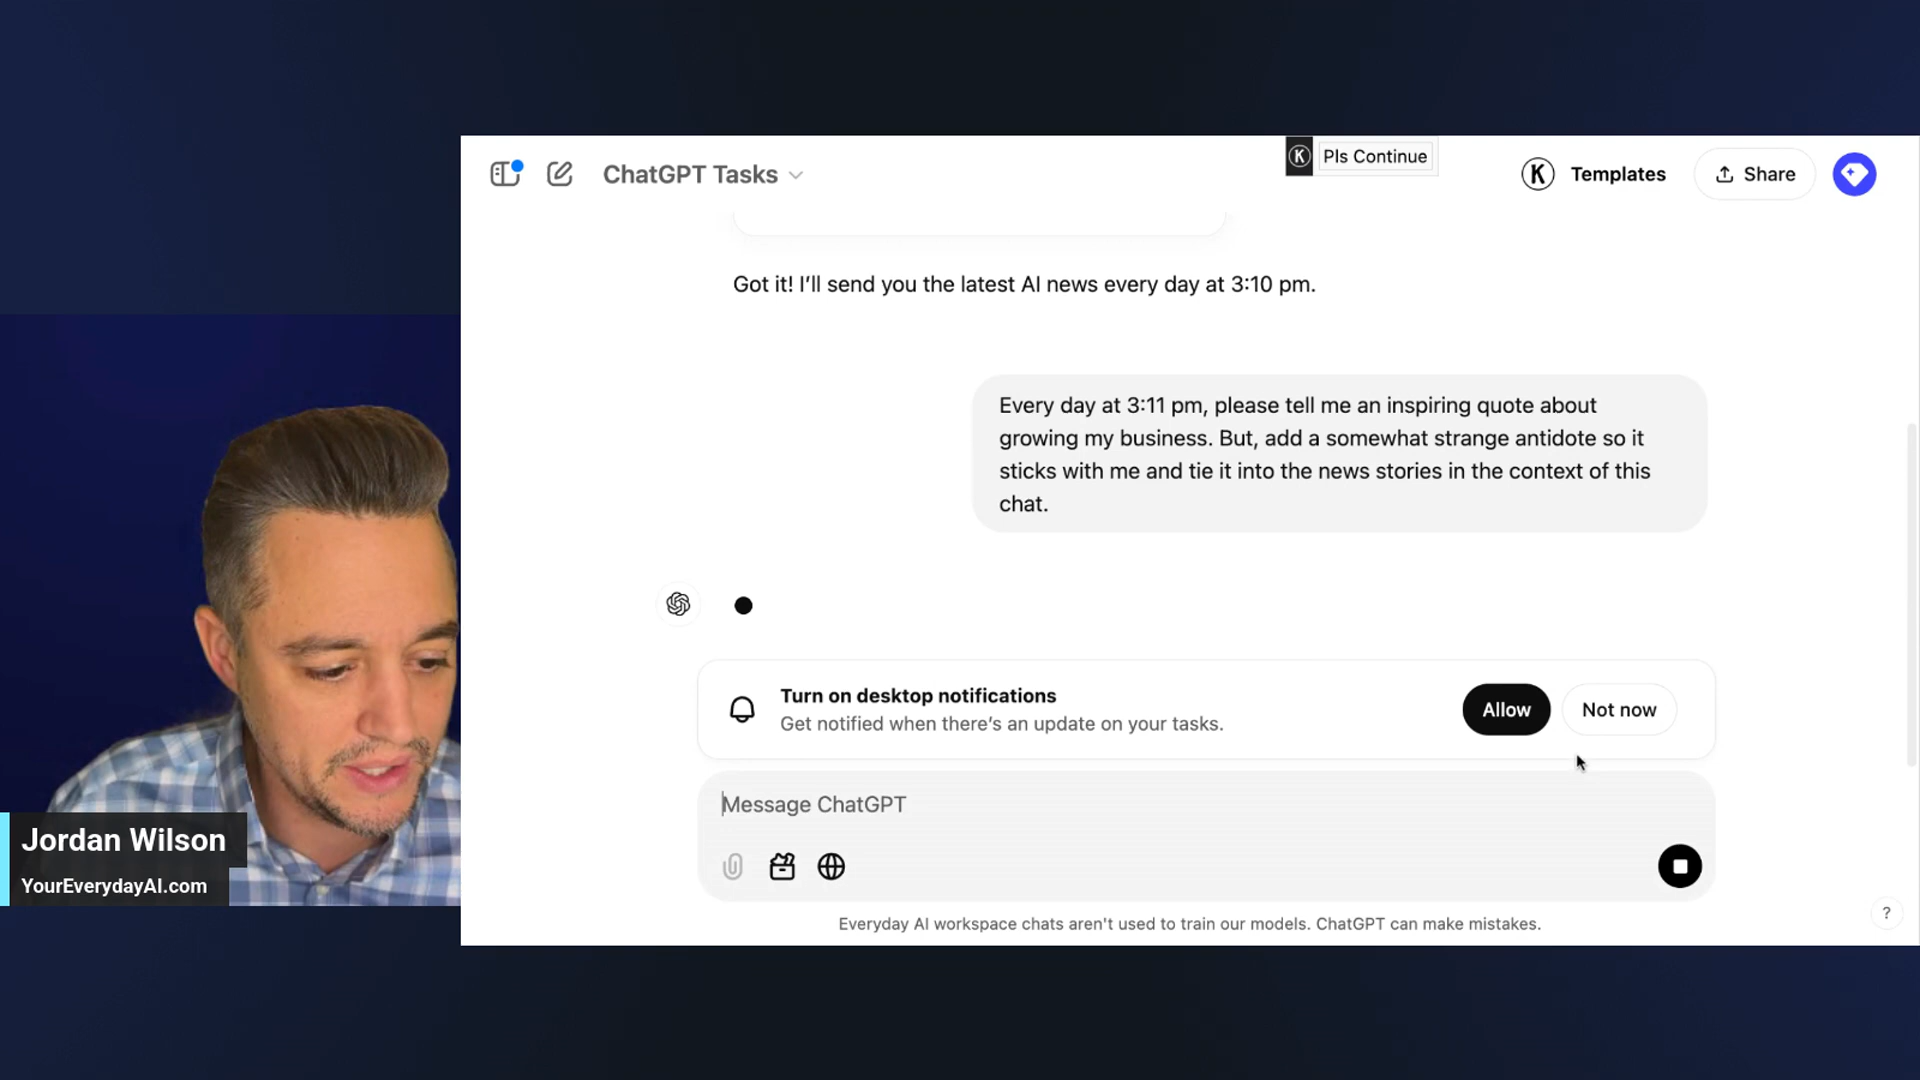 ChatGPT Tasks
K
Pls Continue
K
Templates
Share
Got it! I'll send you the latest AI news every day at 3:10 pm.
Every day at 3:11 pm, please tell me an inspiring quote about
growing my business. But, add a somewhat strange antidote so it
sticks with me and tie it into the news stories in the context of this
chat.
Turn on desktop notifications
Get notified when there's an update on your tasks.
Allow
Not now
Message ChatGPT
Jordan Wilson
YourEverydayAI.com
Everyday AI workspace chats aren't used to train our models. ChatGPT can make mistakes.
?